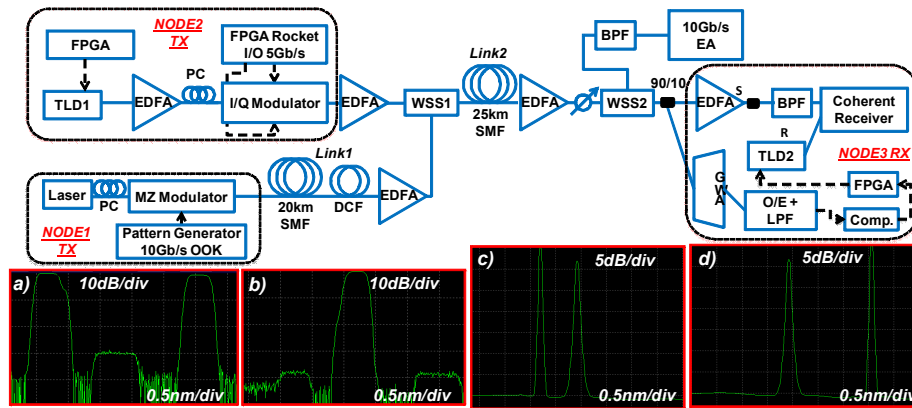 NODE2
TX
FPGA
FPGA Rocket
I/O 5Gb/s
TLD1
EDFA
PC
I/Q Modulator
EDFA
WSS1
Link2
25km
SMF
EDFA
BPF
10Gb/s
EA
WSS2
90/10
EDFA
S
BPF
Coherent
Receiver
R
TLD2
NODE3 RX
GWA
FPGA
O/E +
LPF
Comp.
Laser
PC
MZ Modulator
NODE1
TX
Pattern Generator
10Gb/s OOK
Link1
20km
SMF
DCF
EDFA
a)
10dB/div
0.5nm/div
b)
10dB/div
0.5nm/div
c)
5dB/div
0.5nm/div
d)
5dB/div
0.5nm/div